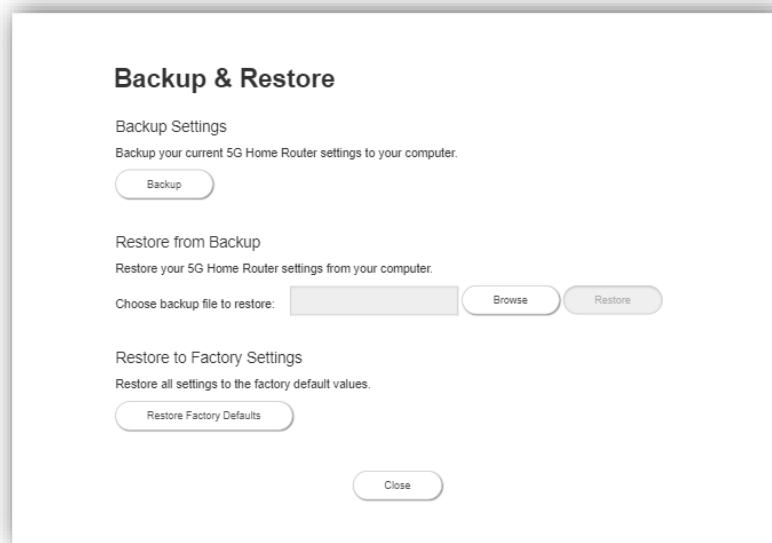 Backup & Restore
Backup Settings
Backup your current 5G Home Router settings to your computer.
Backup
Restore from Backup
Restore your 5G Home Router settings from your computer.
Choose backup file to restore: Browse Restore
Restore to Factory Settings
Restore all settings to the factory default values.
Restore Factory Defaults
Close